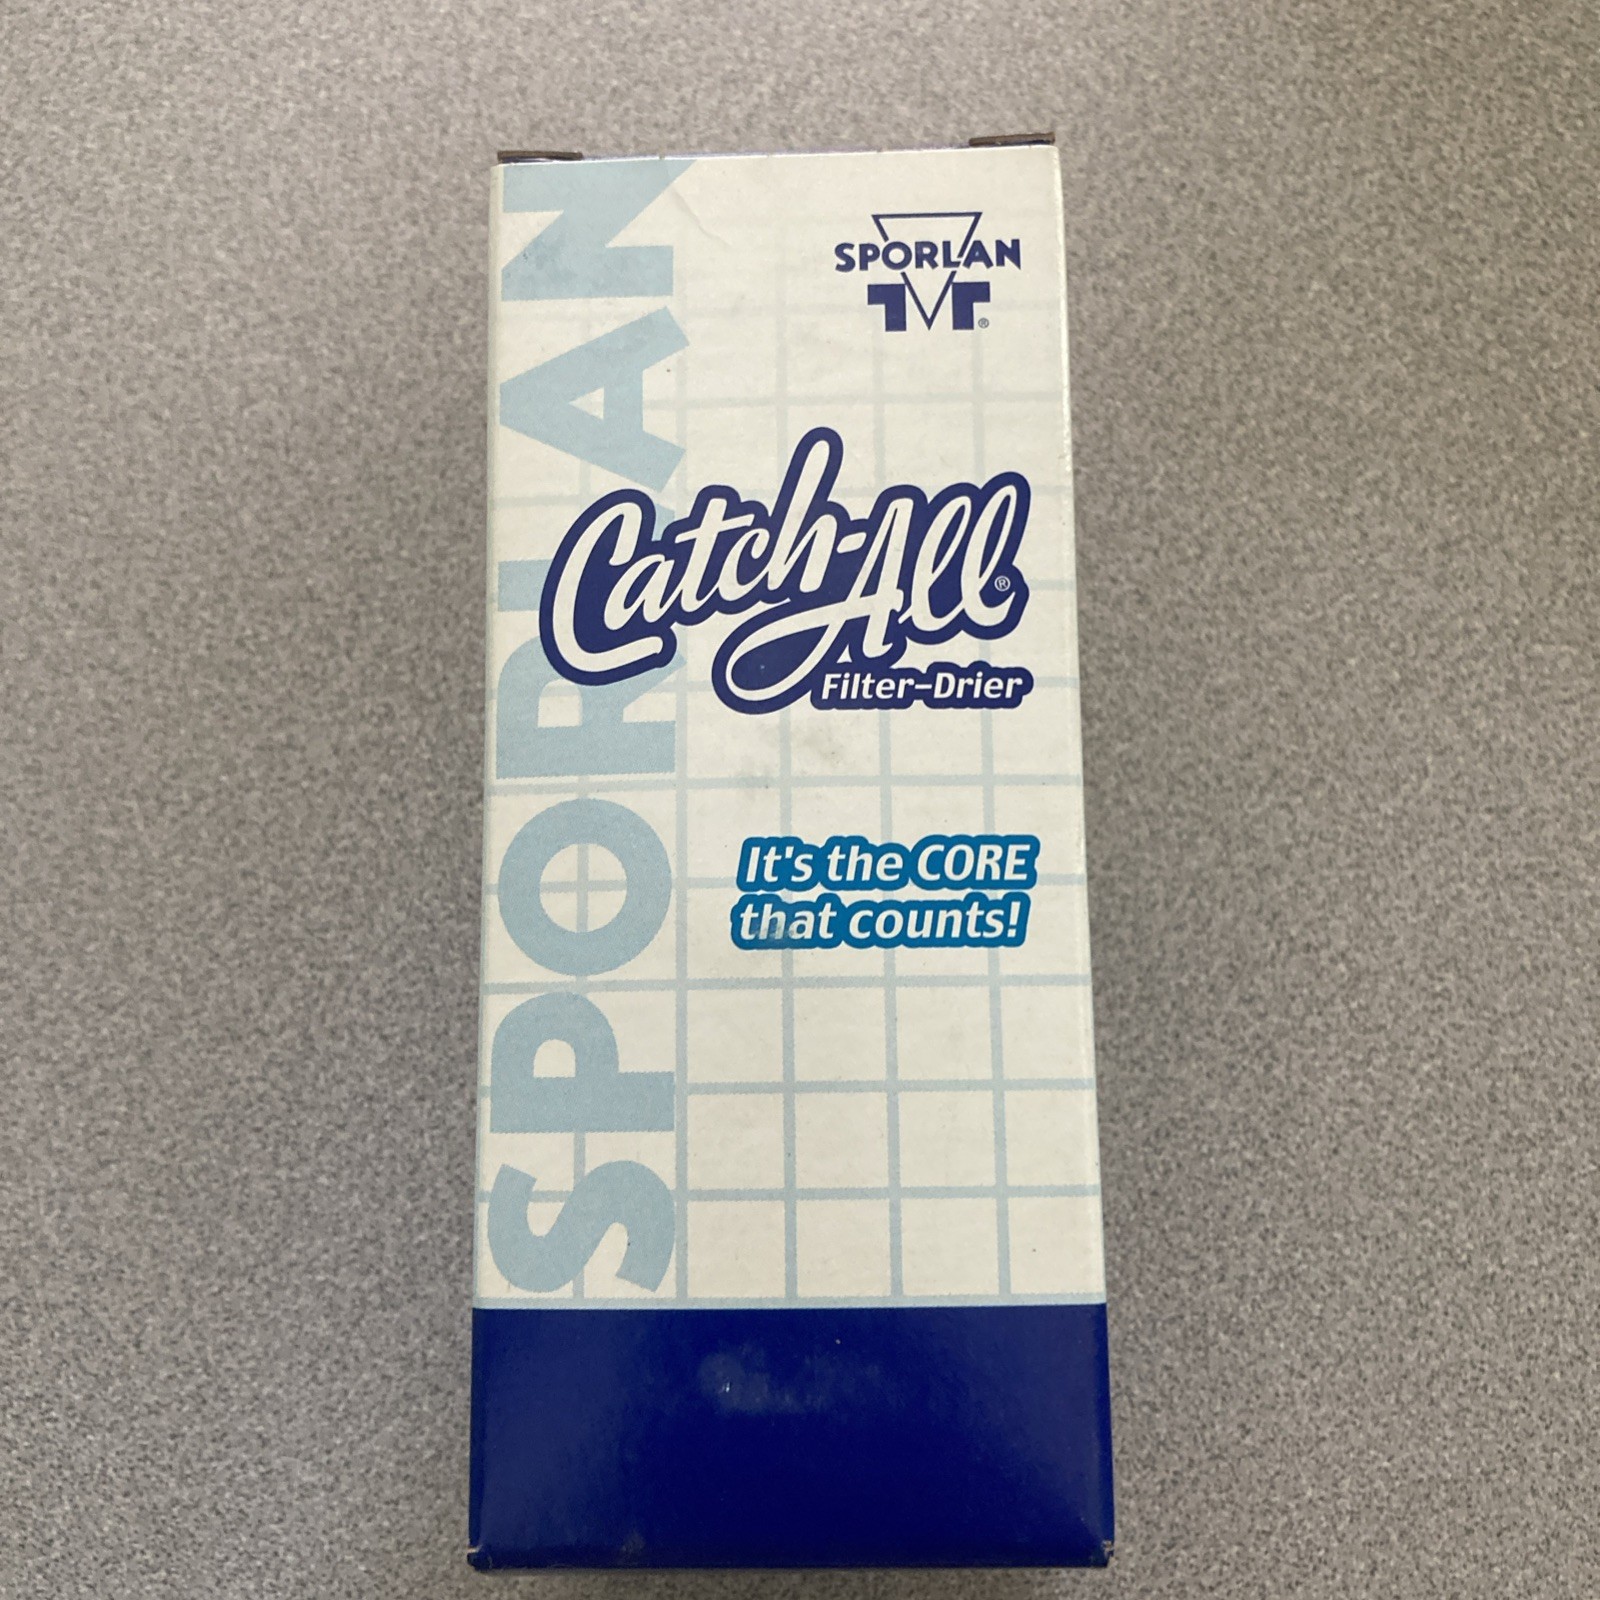 SPORLAN
SPORLAN
Catch-All®
Filter-Drier
It's the CORE
that counts!